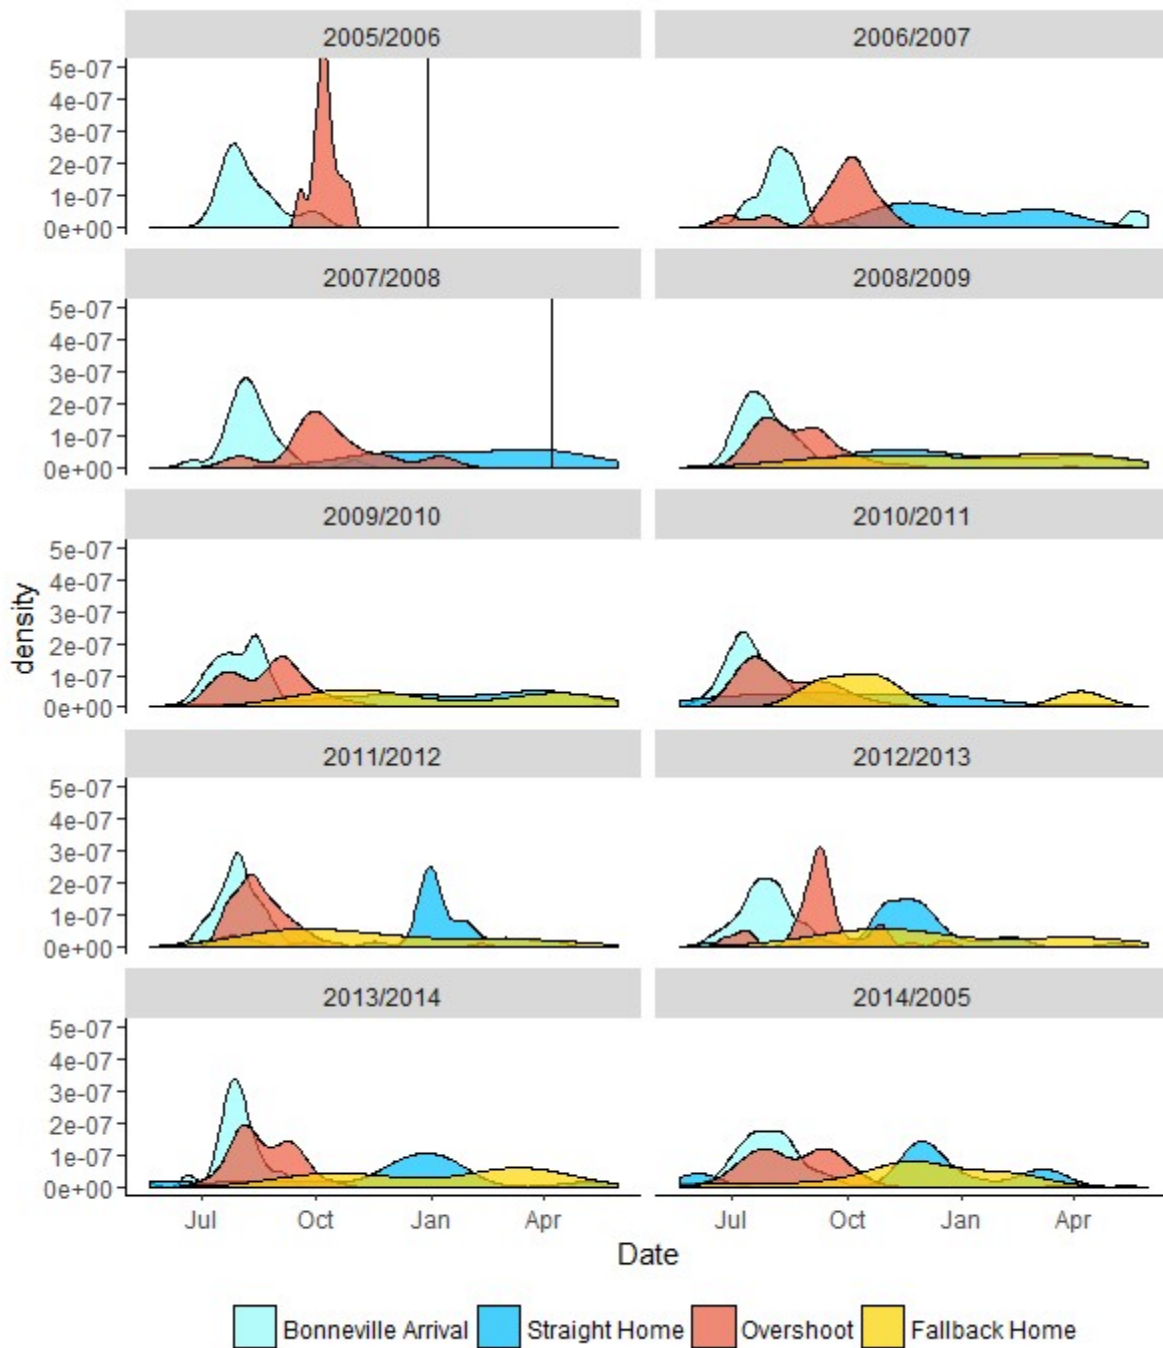 2005/2006 2006/2007
5e-07
4e-07
3e-07
2e-07
1e-07
0e+00
2007/2008 2008/2009
5e-07
4e-07
3e-07
2e-07
1e-07
0e+00
2009/2010 2010/2011
5e-07
4e-07
3e-07
2e-07
1e-07
0e+00
density
2011/2012 2012/2013
5e-07
4e-07
3e-07
2e-07
1e-07
0e+00
2013/2014 2014/2005
5e-07
4e-07
3e-07
2e-07
1e-07
0e+00
Jul Oct Jan Apr Jul Oct Jan Apr
Date
Bonneville Arrival Straight Home Overshoot Fallback Home